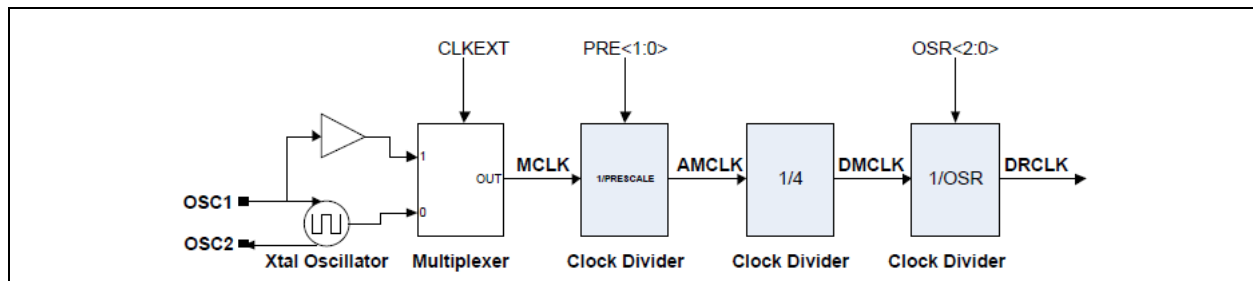 CLKEXT PRE<1:0> OSR<2:0>
1
MCLK AMCLK DMCLK DRCLK
OUT 1/PRESCALE 1/4 1/OSR
OSC1
0
OSC2
Xtal Oscillator Multiplexer Clock Divider Clock Divider Clock Divider